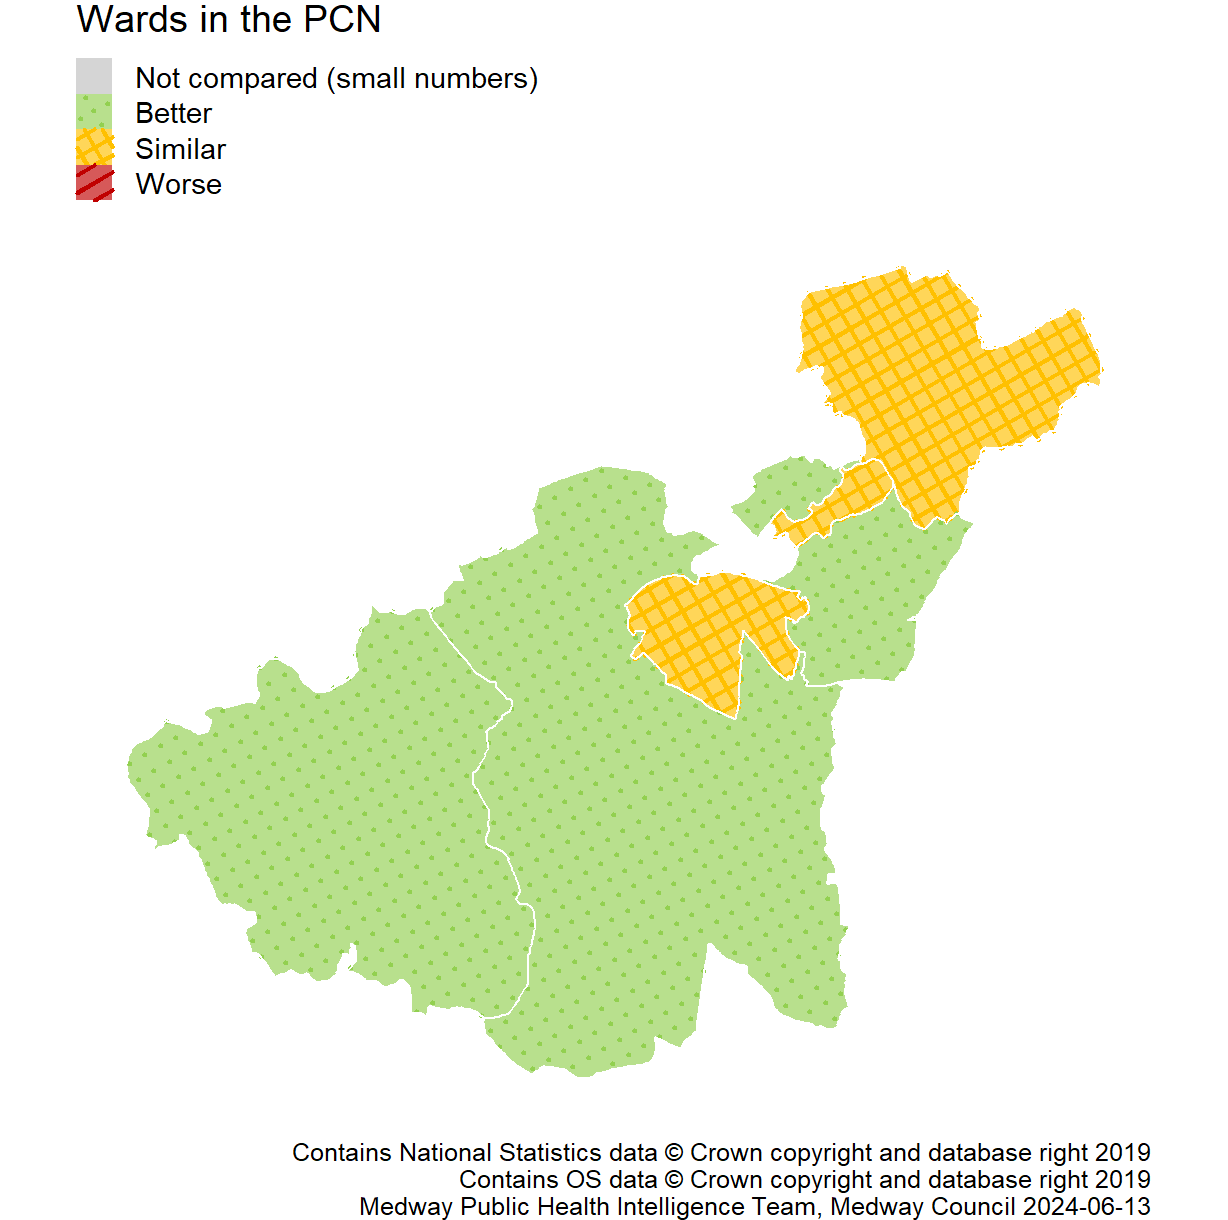 Wards in the PCN
Not compared (small numbers)
Better
Similar
Worse
Contains National Statistics data © Crown copyright and database right 2019
Contains OS data © Crown copyright and database right 2019
Medway Public Health Intelligence Team, Medway Council 2024-06-13